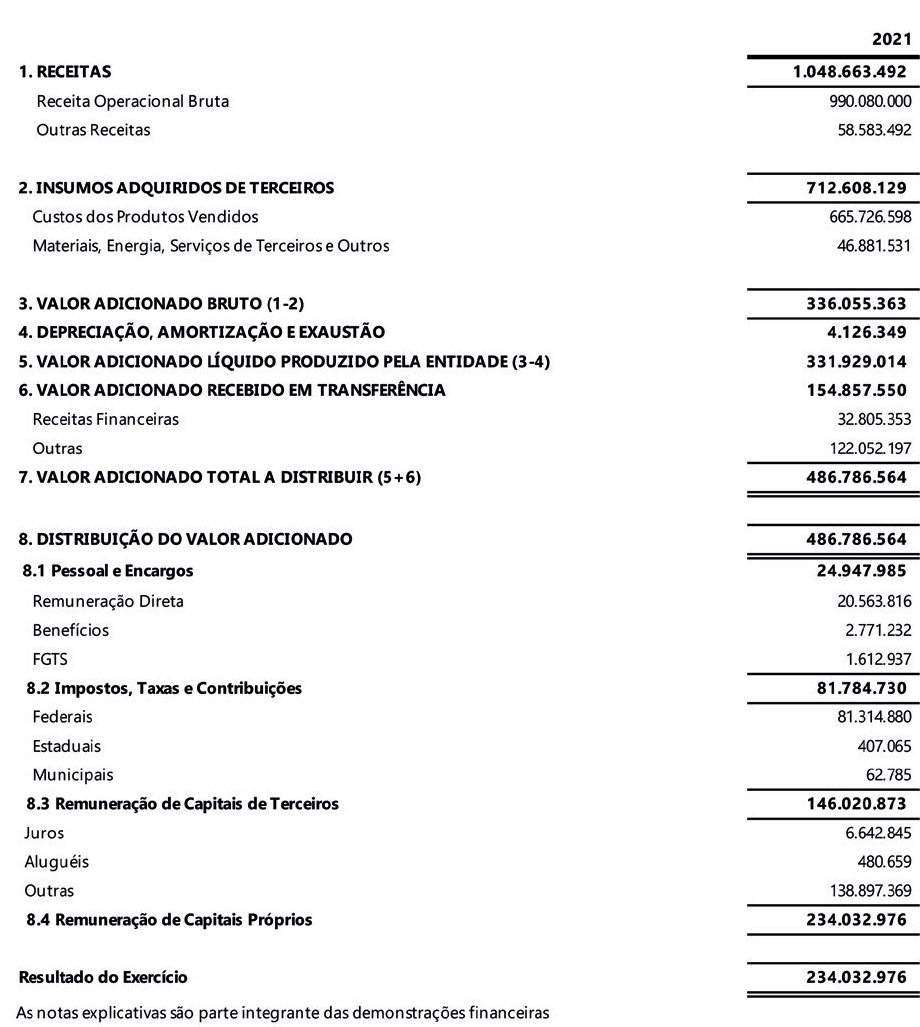 2021
1. RECEITAS 1.048.663.492
Receita Operacional Bruta 990.080.000
Outras Receitas 58.583.492
2. INSUMOS ADQUIRIDOS DE TERCEIROS 712.608.129
Custos dos Produtos Vendidos 665.726.598
Materiais, Energia, Serviços de Terceiros e Outros 46.881.531
3. VALOR ADICIONADO BRUTO (1-2) 336.055.363
4. DEPRECIAÇÃO, AMORTIZAÇÃO E EXAUSTÃO 4.126.349
5. VALOR ADICIONADO LÍQUIDO PRODUZIDO PELA ENTIDADE (3-4) 331.929.014
6. VALOR ADICIONADO RECEBIDO EM TRANSFERÊNCIA 154.857.550
Receitas Financeiras 32.805.353
Outras 122.052.197
7. VALOR ADICIONADO TOTAL A DISTRIBUIR (5+6) 486.786.564
8. DISTRIBUIÇÃO DO VALOR ADICIONADO 486.786.564
8.1 Pessoal e Encargos 24.947.985
Remuneração Direta 20.563.816
Benefícios 2.771.232
FGTS 1.612.937
8.2 Impostos, Taxas e Contribuições 81.784.730
Federais 81.314.880
Estaduais 407.065
Municipais 62.785
8.3 Remuneração de Capitais de Terceiros 146.020.873
Juros 6.642.845
Aluguéis 480.659
Outras 138.897.369
8.4 Remuneração de Capitais Próprios 234.032.976
Resultado do Exercício 234.032.976
As notas explicativas são parte integrante das demonstrações financeiras